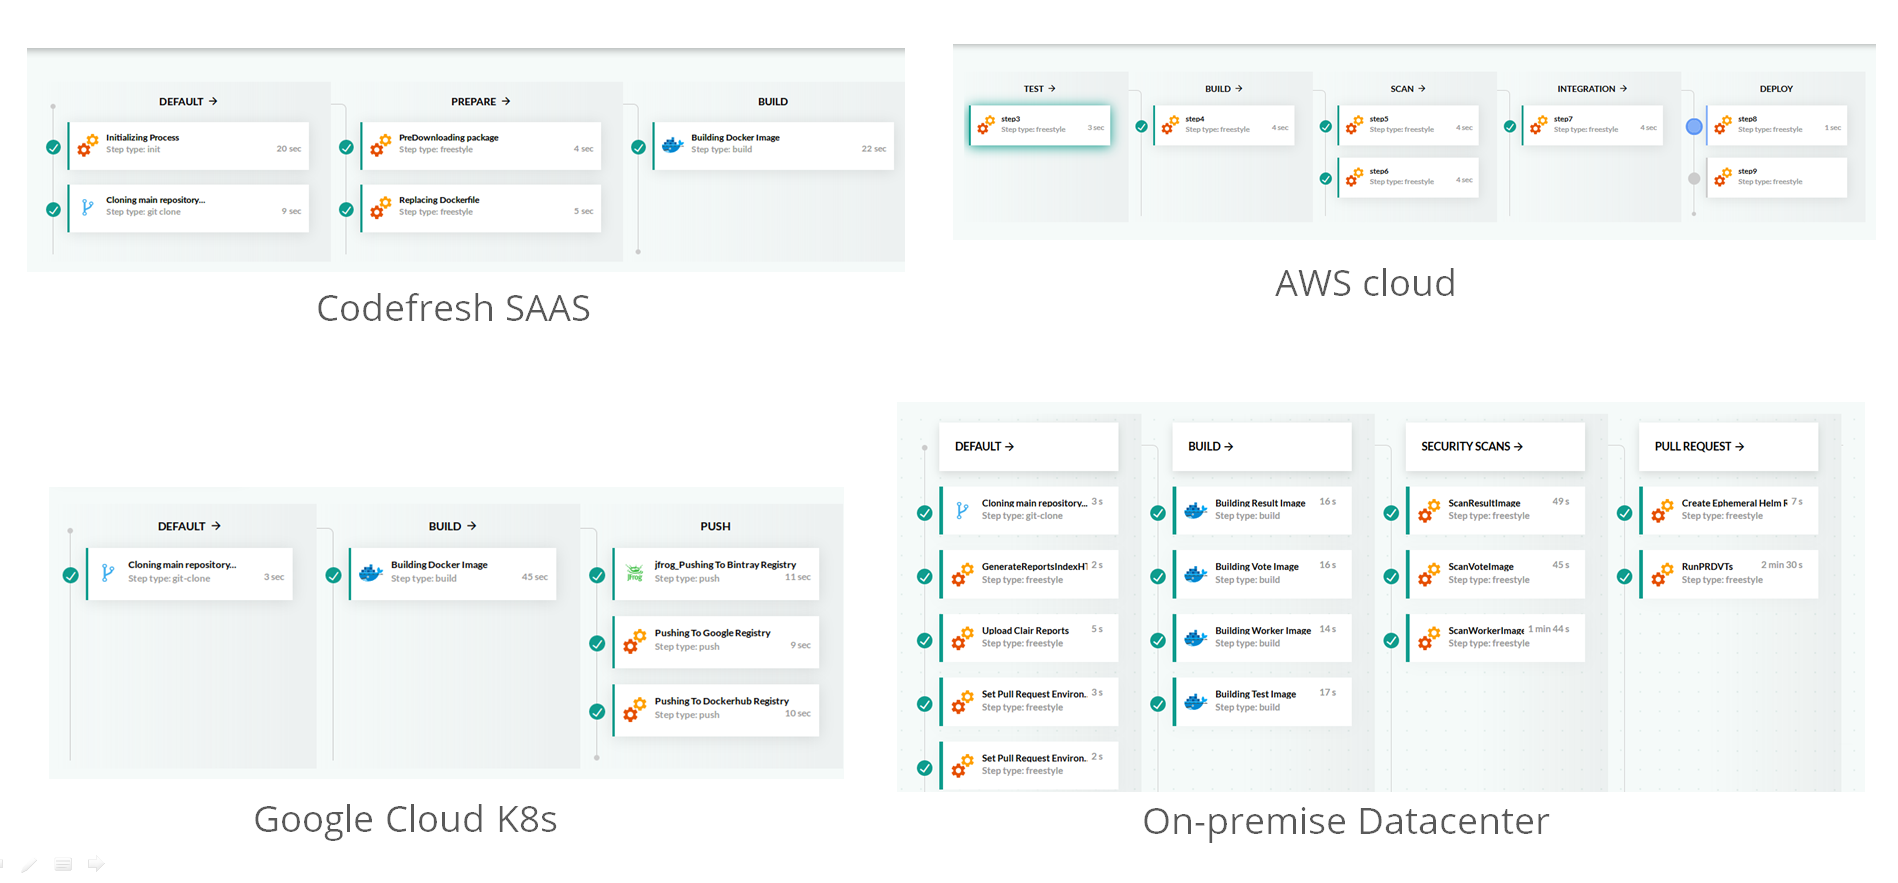 DEFAULT → PREPARE → BUILD
Initializing Process
Step type: init 20 sec
PreDownloading package
Step type: freestyle 4 sec
Building Docker Image
Step type: build 22 sec
Cloning main repository...
Step type: git clone 9 sec
Replacing Dockerfile
Step type: freestyle 5 sec
Codefresh SAAS
TEST → BUILD → SCAN → INTEGRATION → DEPLOY
step3
Step type: freestyle 3 sec
step4
Step type: freestyle 4 sec
step5
Step type: freestyle 4 sec
step7
Step type: freestyle 4 sec
step8
Step type: freestyle 1 sec
step6
Step type: freestyle 4 sec
step9
Step type: freestyle
AWS cloud
DEFAULT → BUILD → PUSH
Cloning main repository...
Step type: git-clone 3 sec
Building Docker Image
Step type: build 45 sec
jfrog_Pushing To Bintray Registry
Step type: push 11 sec
JFrog
Pushing To Google Registry
Step type: push 9 sec
Pushing To Dockerhub Registry
Step type: push 10 sec
Google Cloud K8s
DEFAULT → BUILD → SECURITY SCANS → PULL REQUEST →
Cloning main repository... 3 s
Step type: git-clone
Building Result Image 16 s
Step type: build
ScanResultImage 49 s
Step type: freestyle
Create Ephemeral Helm R 7 s
Step type: freestyle
GenerateReportsIndexHT 2 s
Step type: freestyle
Building Vote Image 16 s
Step type: build
ScanVoteImage 45 s
Step type: freestyle
RunPRDVTs 2 min 30 s
Step type: freestyle
Upload Clair Reports 5 s
Step type: freestyle
Building Worker Image 14 s
Step type: build
ScanWorkerImage 1 min 44 s
Step type: freestyle
Set Pull Request Environ.. 3 s
Step type: freestyle
Building Test Image 17 s
Step type: build
Set Pull Request Environ.. 2 s
Step type: freestyle
On-premise Datacenter